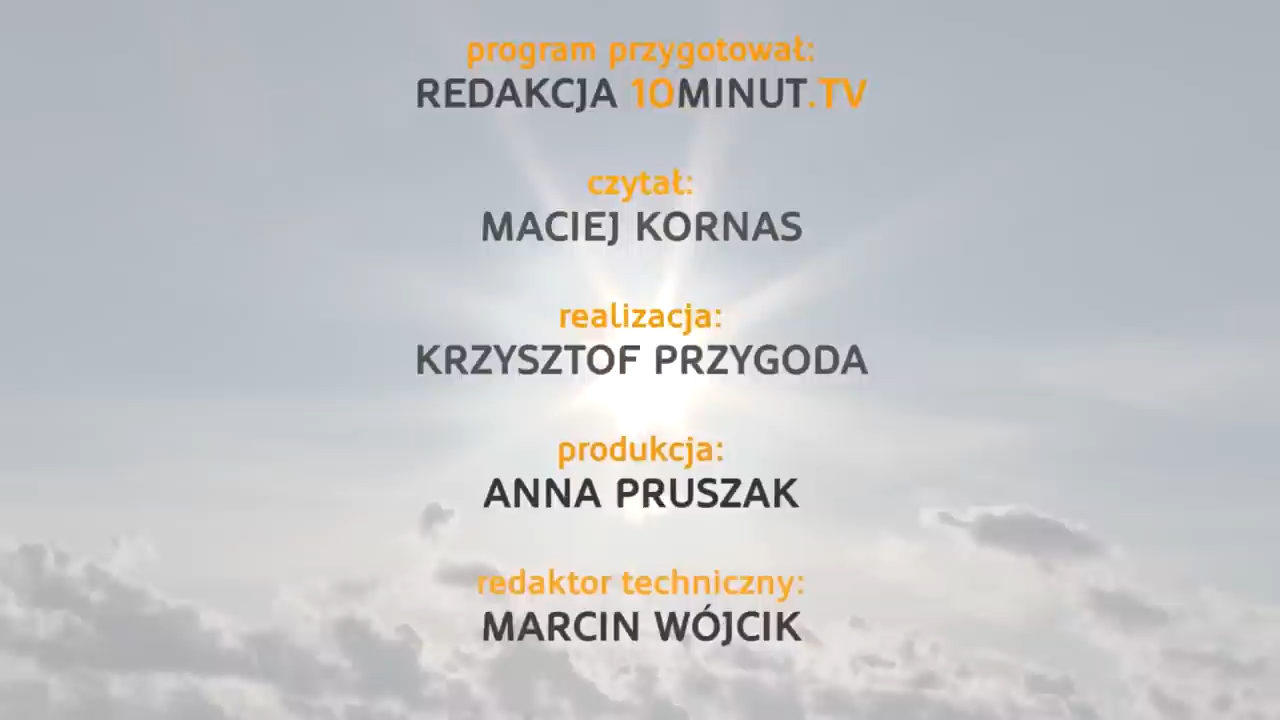 program przygotował:
REDAKCJA 10MINUT.TV
czytał:
MACIEJ KORNAS
realizacja:
KRZYSZTOF PRZYGODA
produkcja:
ANNA PRUSZAK
redaktor techniczny:
MARCIN WÓJCIK